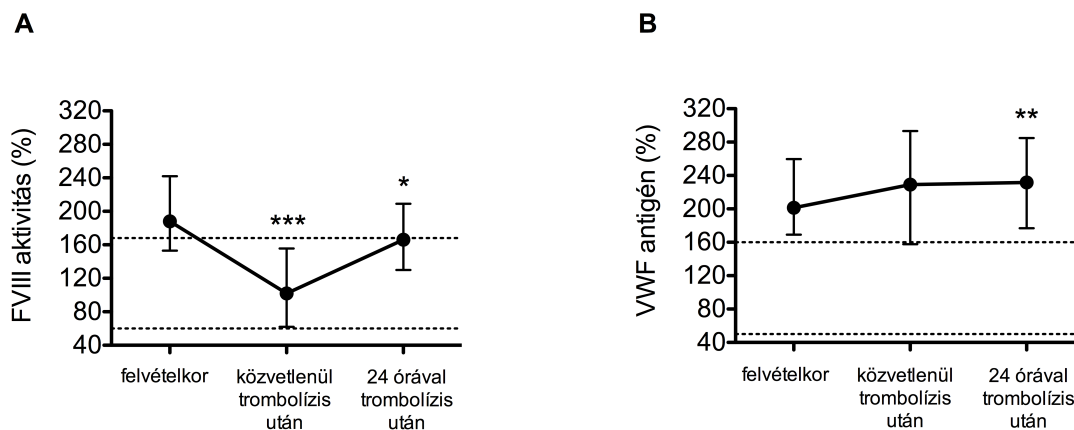 A
FVIII aktivitás (%)
320
280
240
200
160
120
80
40
***
*
felvételkor
közvetlenül
trombolízis
után
24 órával
trombolízis
után
B
VWF antigén (%)
320
280
240
200
160
120
80
40
**
felvételkor
közvetlenül
trombolízis
után
24 órával
trombolízis
után